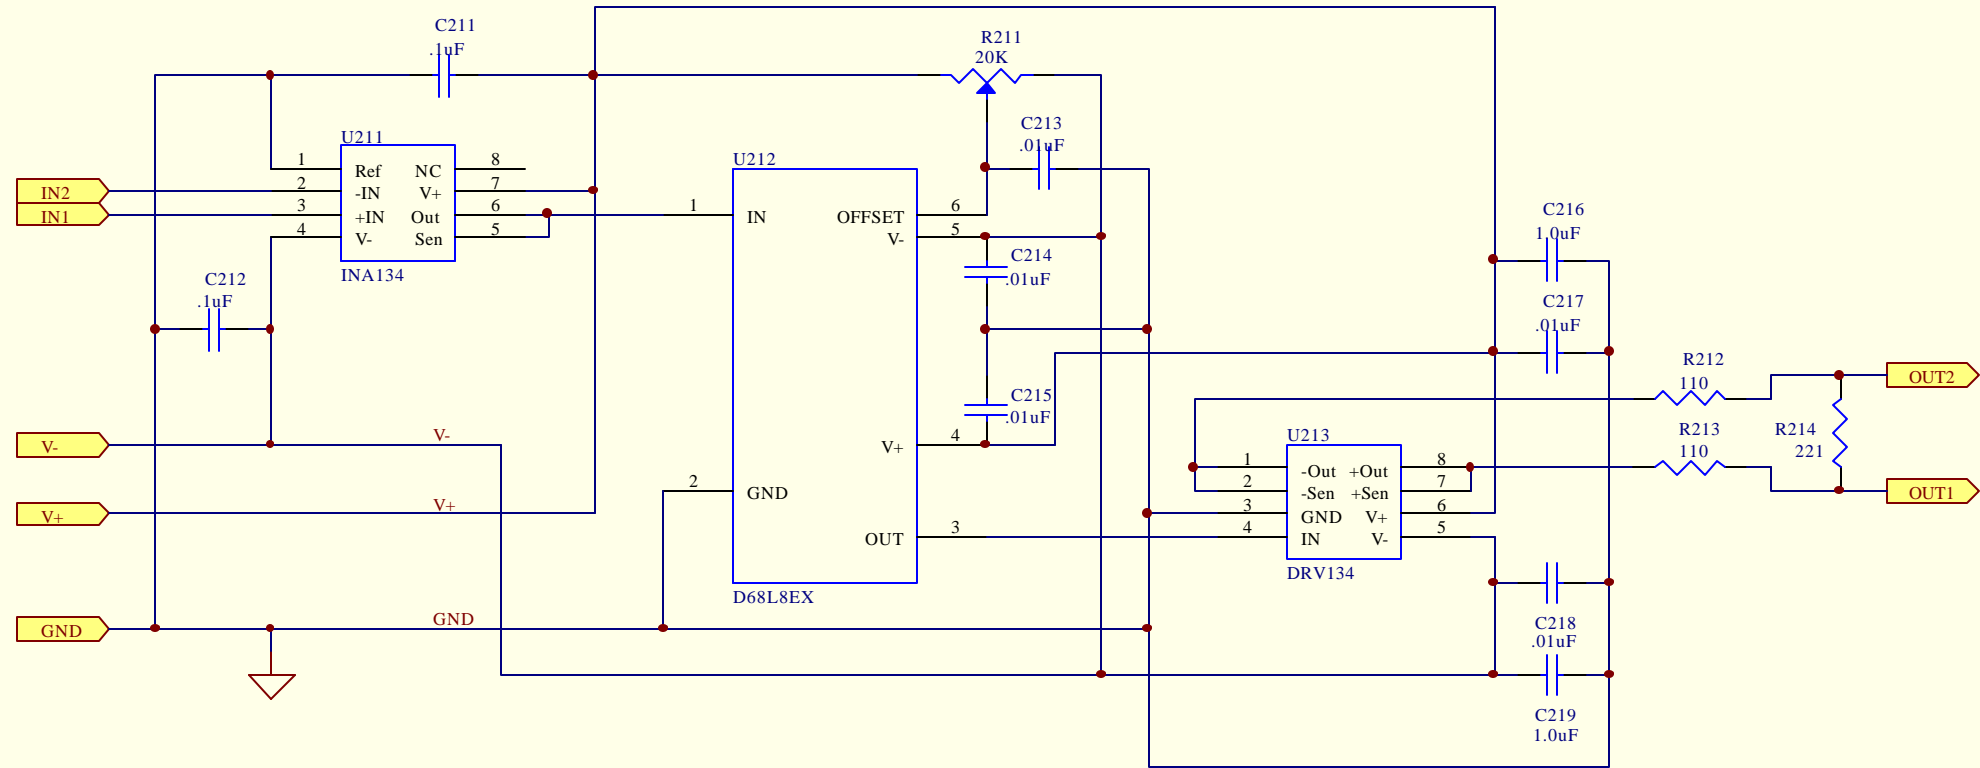 C211
.1uF
R211
20K
C213
.01uF
U211
1 Ref NC 8
2 -IN V+ 7
3 +IN Out 6
4 V- Sen 5
INA134
IN2
IN1
C212
.1uF
U212
1 IN OFFSET 6
V- 5
C214
.01uF
C215
.01uF
V+ 4
2 GND
OUT 3
D68L8EX
C216
1.0uF
C217
.01uF
R212
110
OUT2
R213
110
R214
221
OUT1
U213
1 -Out +Out 8
2 -Sen +Sen 7
3 GND V+ 6
4 IN V- 5
DRV134
V- V-
V+ V+
GND GND
C218
.01uF
C219
1.0uF